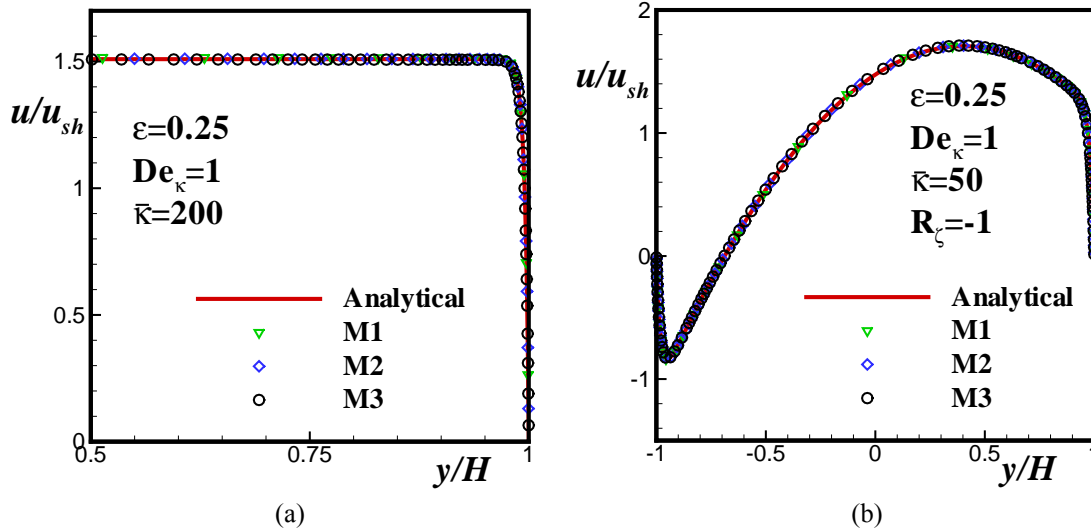 1.5
u/u_sh
ε=0.25
De_κ=1
κ̄=200
1
Analytical
M1
M2
M3
0.5
0
0.5
0.75
1
y/H
(a)
2
u/u_sh
ε=0.25
De_κ=1
κ̄=50
R_ζ=-1
1
0
Analytical
M1
M2
M3
-1
-1
-0.5
0
0.5
1
y/H
(b)